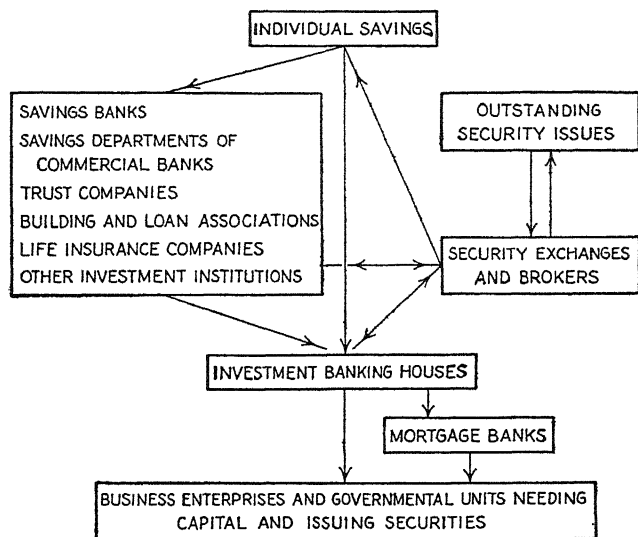 INDIVIDUAL SAVINGS
SAVINGS BANKS
SAVINGS DEPARTMENTS OF
COMMERCIAL BANKS
TRUST COMPANIES
BUILDING AND LOAN ASSOCIATIONS
LIFE INSURANCE COMPANIES
OTHER INVESTMENT INSTITUTIONS
OUTSTANDING
SECURITY ISSUES
SECURITY EXCHANGES
AND BROKERS
INVESTMENT BANKING HOUSES
MORTGAGE BANKS
BUSINESS ENTERPRISES AND GOVERNMENTAL UNITS NEEDING
CAPITAL AND ISSUING SECURITIES